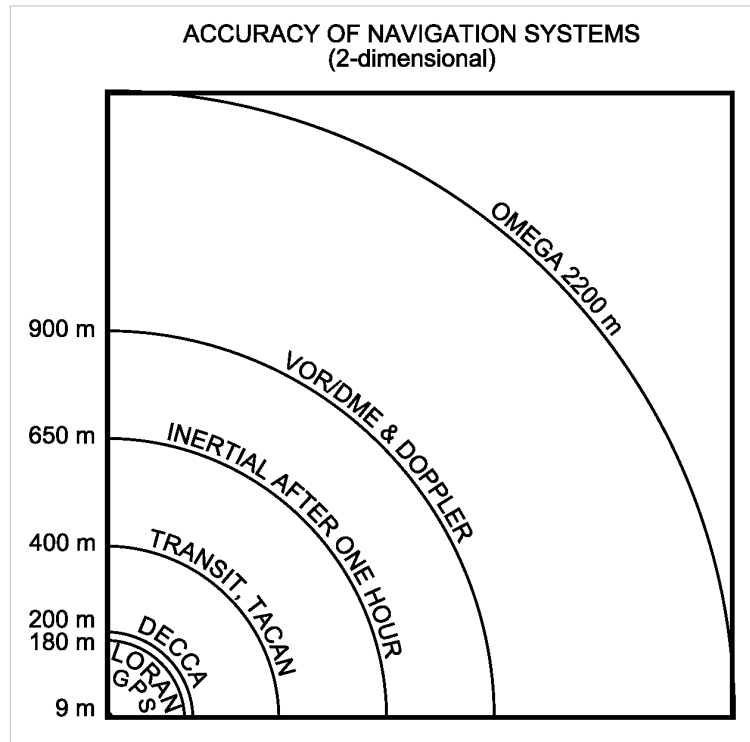 ACCURACY OF NAVIGATION SYSTEMS
(2-dimensional)
OMEGA 2200 m
900 m
VOR/DME & DOPPLER
650 m
INERTIAL AFTER ONE HOUR
400 m
TRANSIT, TACAN
200 m
DECCA
180 m
LORAN
GPS
9 m